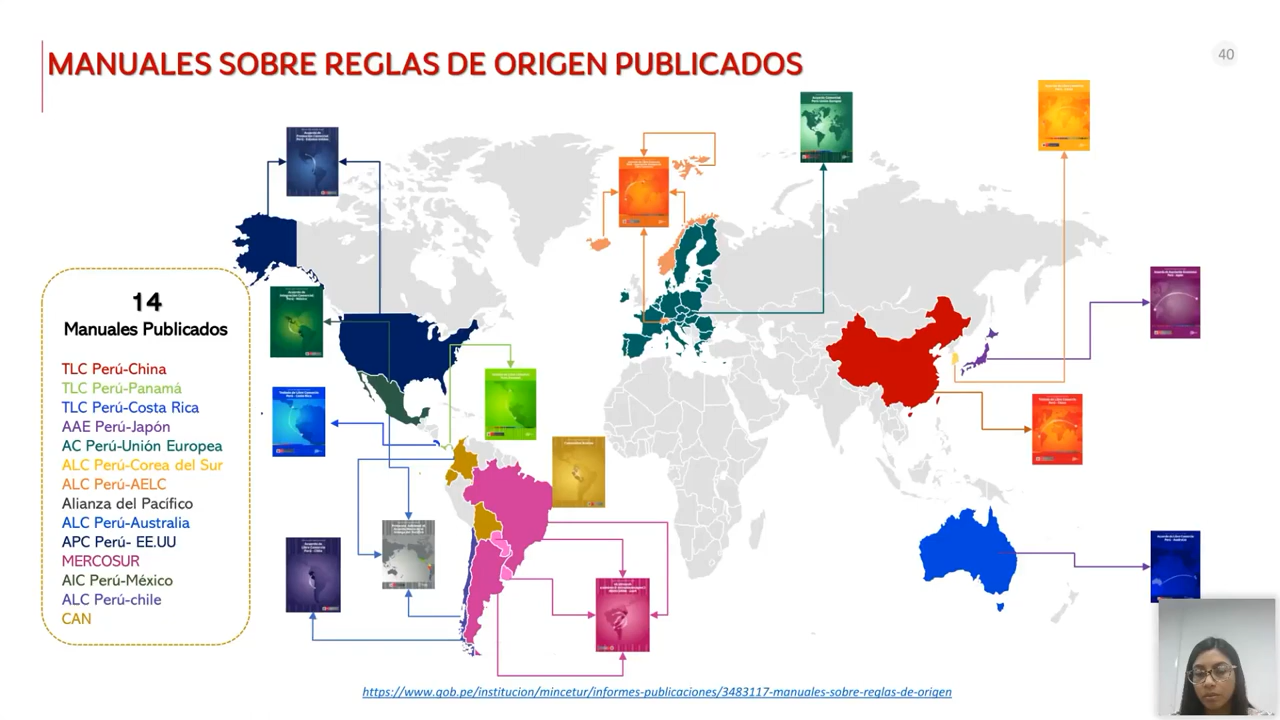 MANUALES SOBRE REGLAS DE ORIGEN PUBLICADOS
40
14
Manuales Publicados
TLC Perú-China
TLC Perú-Panamá
TLC Perú-Costa Rica
AAE Perú-Japón
AC Perú-Unión Europea
ALC Perú-Corea del Sur
ALC Perú-AELC
Alianza del Pacífico
ALC Perú-Australia
APC Perú- EE.UU
MERCOSUR
AIC Perú-México
ALC Perú-chile
CAN
https://www.gob.pe/institucion/mincetur/informes-publicaciones/3483117-manuales-sobre-reglas-de-origen